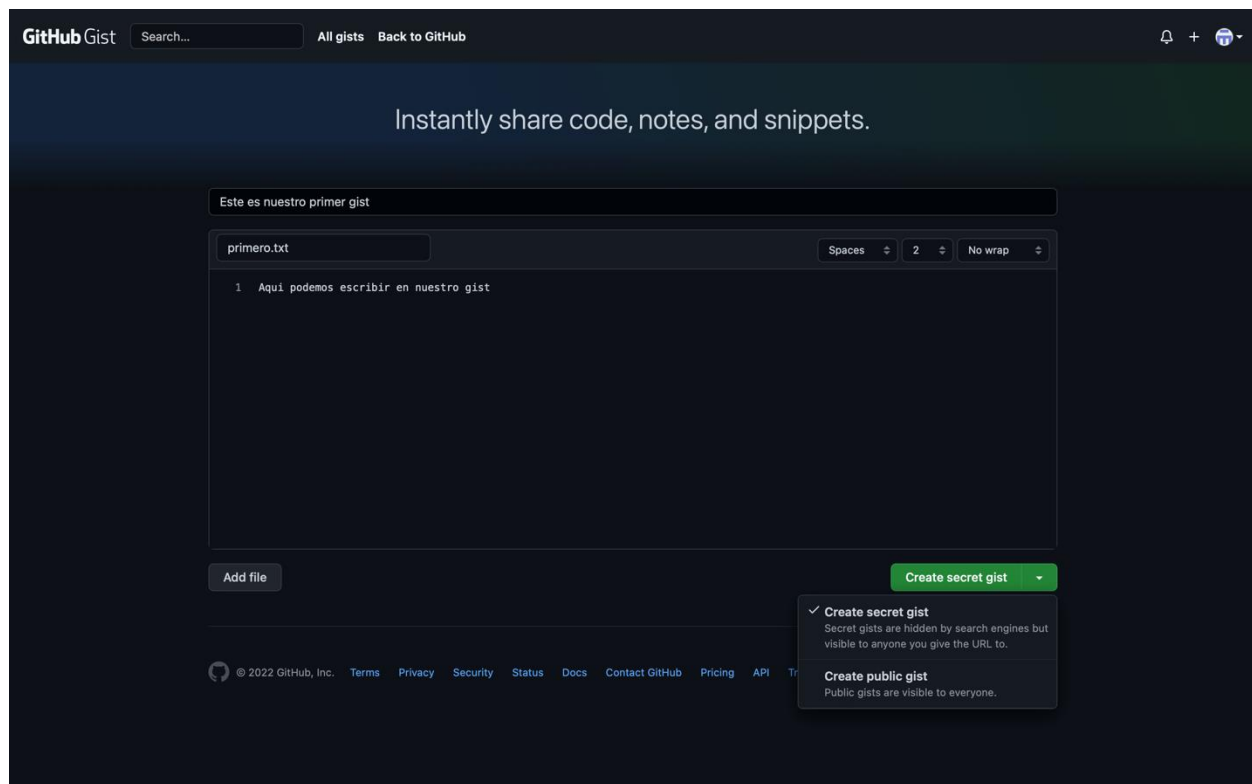 GitHub Gist Search... All gists Back to GitHub
Instantly share code, notes, and snippets.
Este es nuestro primer gist
primero.txt Spaces 2 No wrap
1 Aqui podemos escribir en nuestro gist
Add file Create secret gist
Create secret gist
Secret gists are hidden by search engines but
visible to anyone you give the URL to.
© 2022 GitHub, Inc. Terms Privacy Security Status Docs Contact GitHub Pricing API
Create public gist
Public gists are visible to everyone.